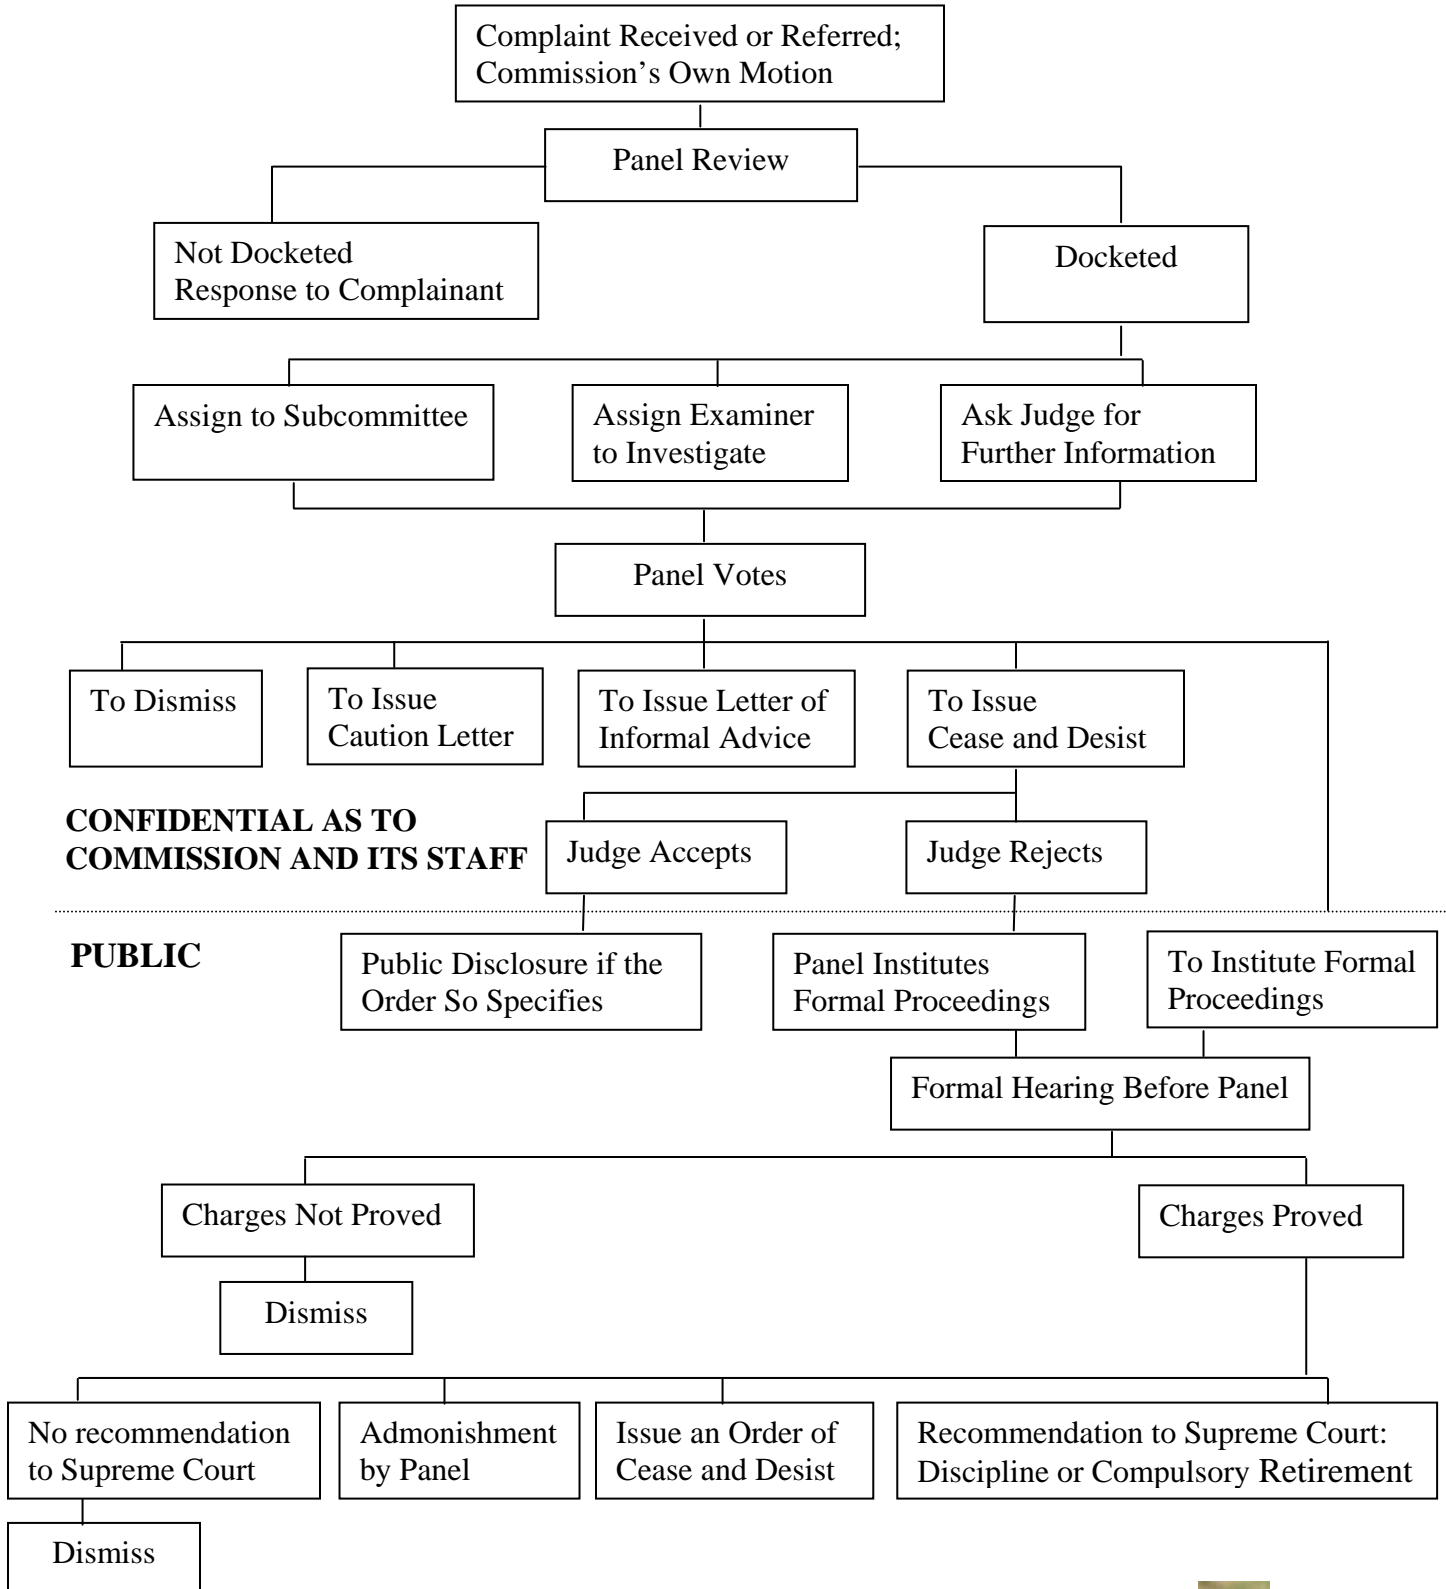 Complaint Received or Referred;
Commission’s Own Motion
Panel Review
Not Docketed
Response to Complainant
Docketed
Assign to Subcommittee
Assign Examiner
to Investigate
Ask Judge for
Further Information
Panel Votes
To Dismiss
To Issue
Caution Letter
To Issue Letter of
Informal Advice
To Issue
Cease and Desist
CONFIDENTIAL AS TO
COMMISSION AND ITS STAFF
Judge Accepts
Judge Rejects
PUBLIC
Public Disclosure if the
Order So Specifies
Panel Institutes
Formal Proceedings
To Institute Formal
Proceedings
Formal Hearing Before Panel
Charges Not Proved
Charges Proved
Dismiss
No recommendation
to Supreme Court
Admonishment
by Panel
Issue an Order of
Cease and Desist
Recommendation to Supreme Court:
Discipline or Compulsory Retirement
Dismiss